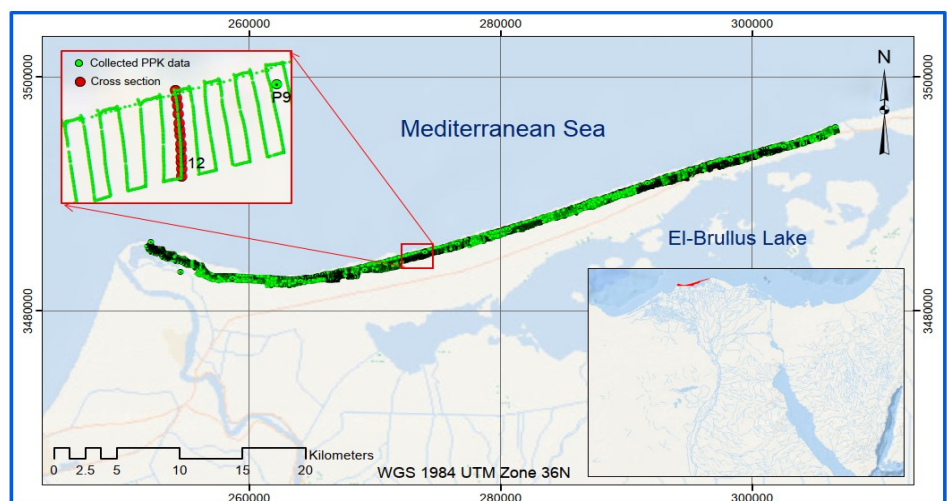 260000
280000
300000
Collected PPK data
Cross section
P9
12
N
3500000
3500000
Mediterranean Sea
El-Brullus Lake
3480000
3480000
Kilometers
0 2.5 5 10 15 20
WGS 1984 UTM Zone 36N
260000
280000
300000